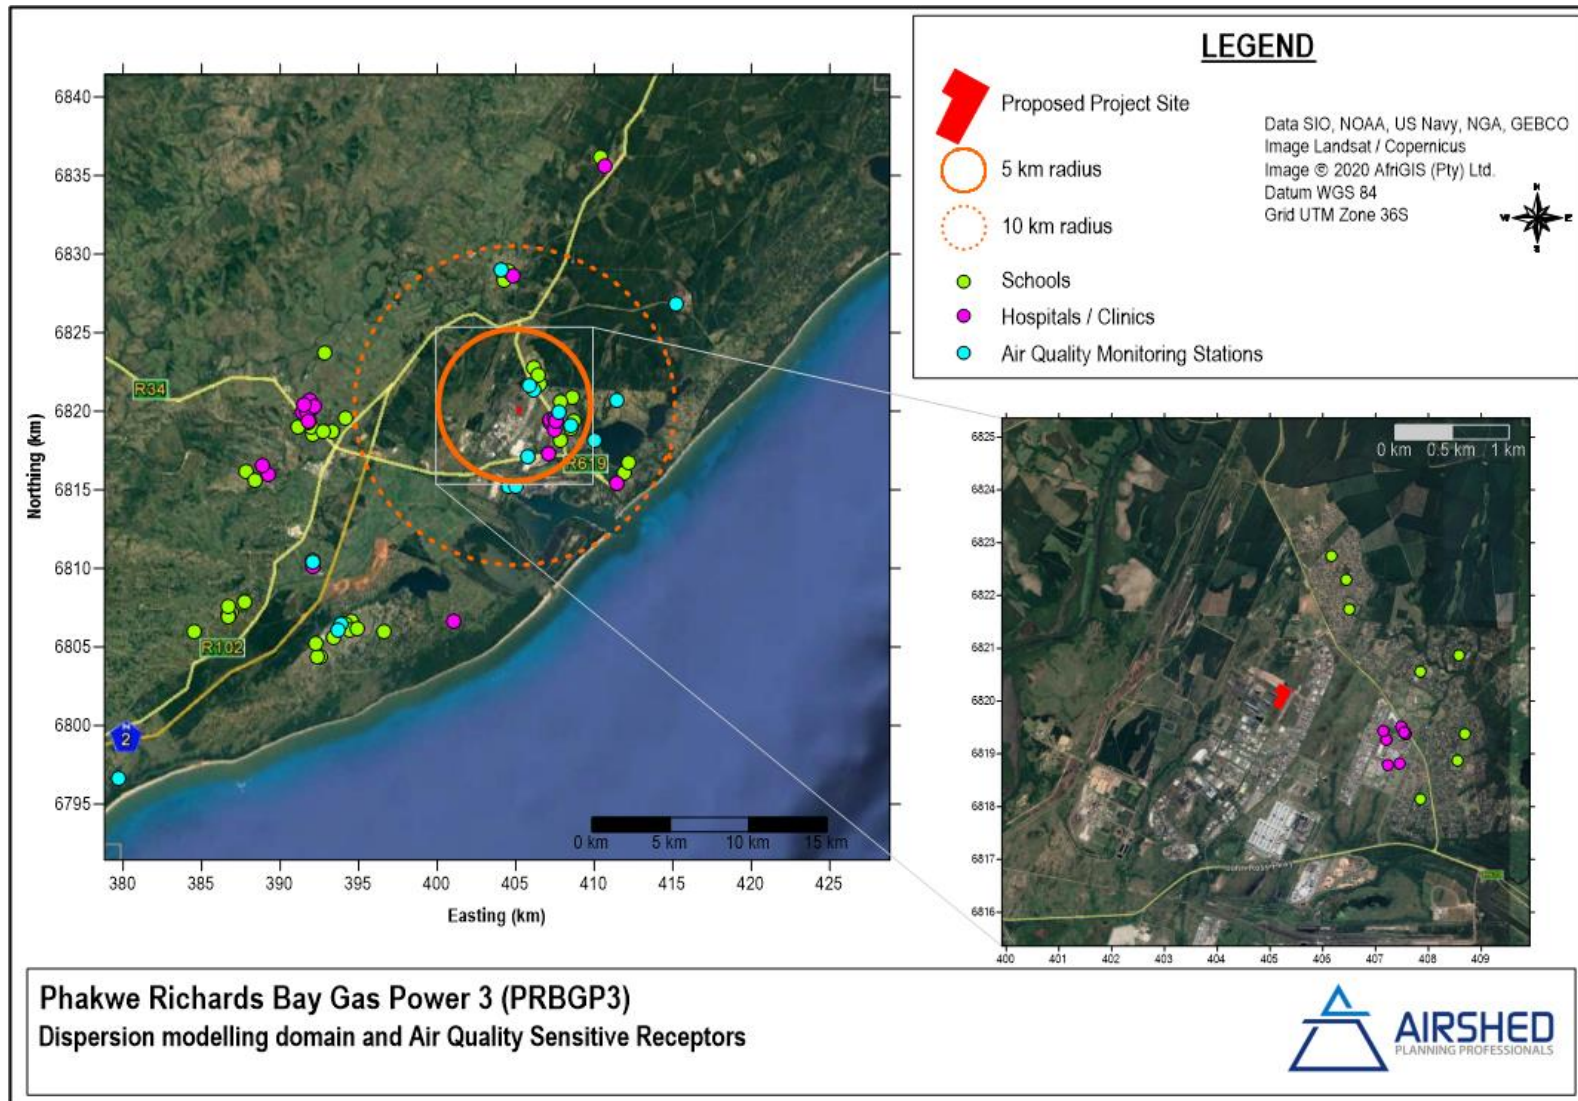 LEGEND
Proposed Project Site
5 km radius
10 km radius
Schools
Hospitals / Clinics
Air Quality Monitoring Stations
Data SIO, NOAA, US Navy, NGA, GEBCO
Image Landsat / Copernicus
Image © 2020 AfriGIS (Pty) Ltd.
Datum WGS 84
Grid UTM Zone 36S
N
W E
S
6840
6835
6830
6825
6820
6815
6810
6805
6800
6795
Northing (km)
R34
R619
R102
N
2
0 km 5 km 10 km 15 km
380 385 390 395 400 405 410 415 420 425
Easting (km)
0 km 0.5 km 1 km
6825
6824
6823
6822
6821
6820
6819
6818
6817
6816
400 401 402 403 404 405 406 407 408 409
Phakwe Richards Bay Gas Power 3 (PRBGP3)
Dispersion modelling domain and Air Quality Sensitive Receptors
AIRSHED
PLANNING PROFESSIONALS